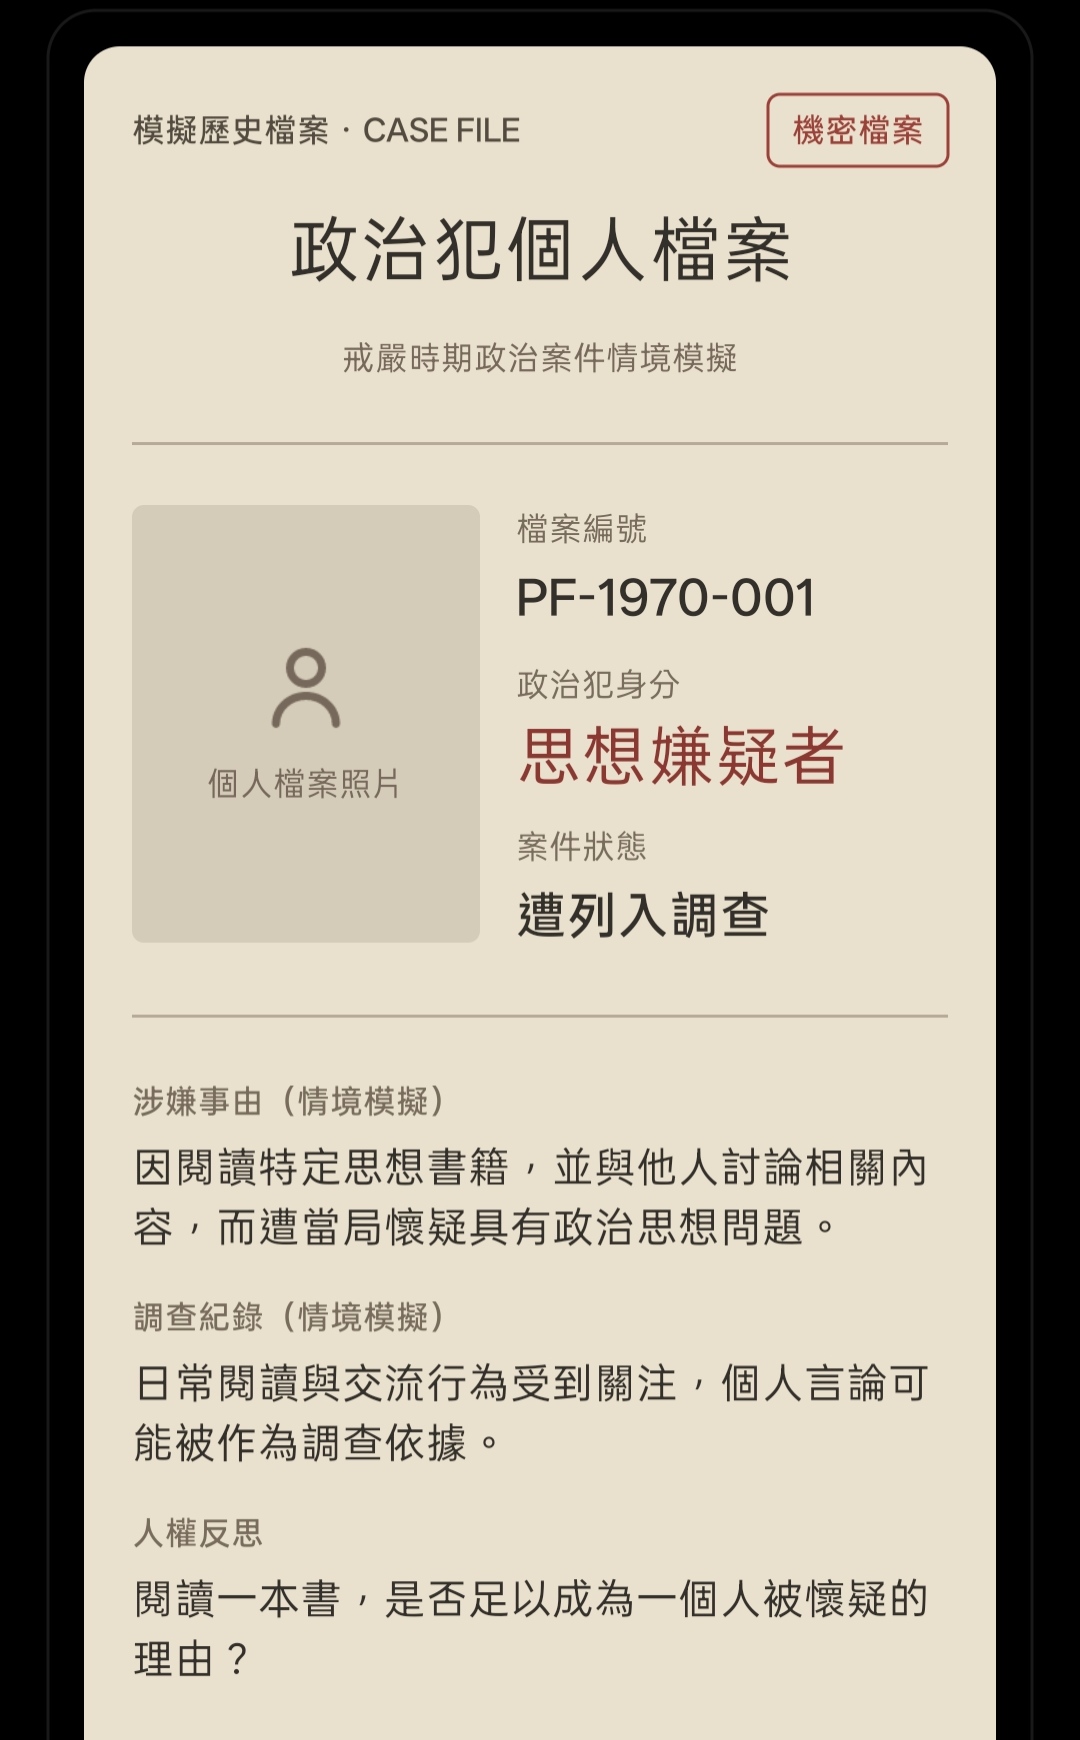 模擬歷史檔案 · CASE FILE
機密檔案
政治犯個人檔案
戒嚴時期政治案件情境模擬
個人檔案照片
檔案編號
PF-1970-001
政治犯身分
思想嫌疑者
案件狀態
遭列入調查
涉嫌事由（情境模擬）
因閱讀特定思想書籍，並與他人討論相關內
容，而遭當局懷疑具有政治思想問題。
調查紀錄（情境模擬）
日常閱讀與交流行為受到關注，個人言論可
能被作為調查依據。
人權反思
閱讀一本書，是否足以成為一個人被懷疑的
理由？